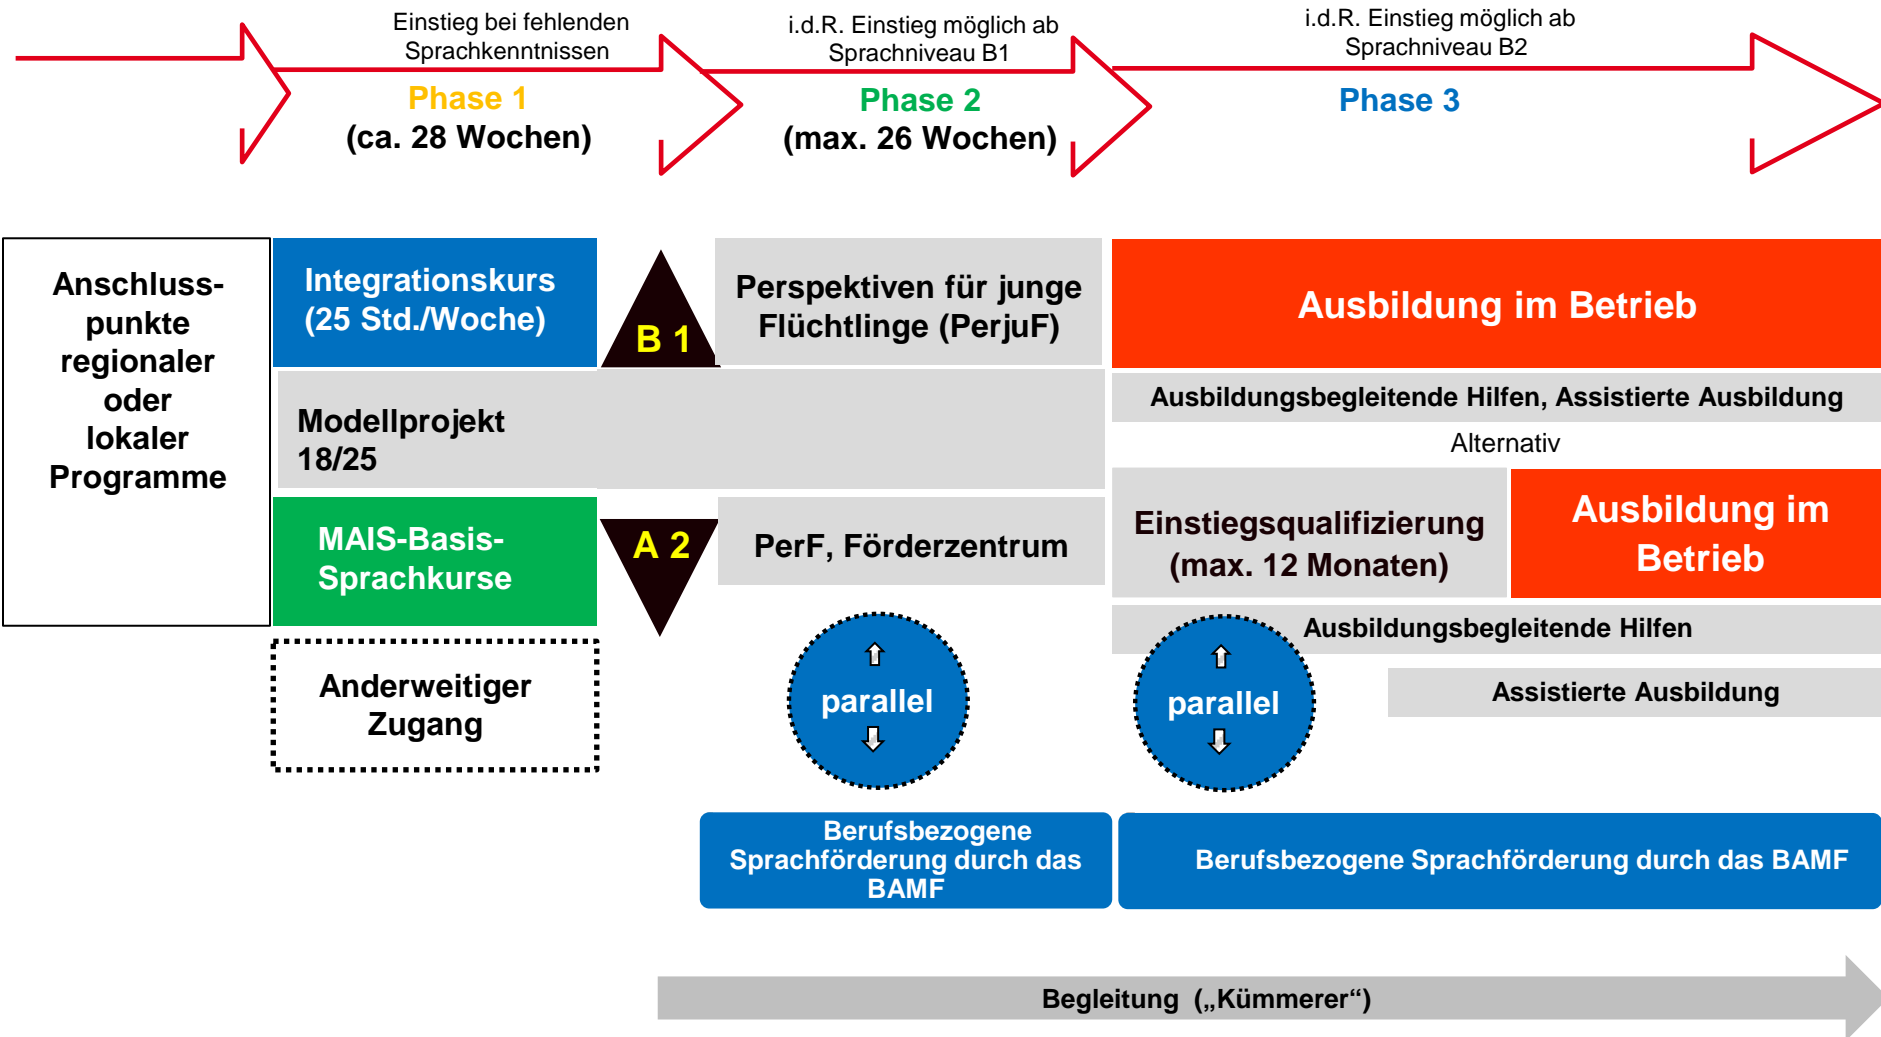 Einstieg bei fehlenden
Sprachkenntnissen
i.d.R. Einstieg möglich ab
Sprachniveau B1
i.d.R. Einstieg möglich ab
Sprachniveau B2
Phase 1
(ca. 28 Wochen)
Phase 2
(max. 26 Wochen)
Phase 3
Anschluss-
punkte
regionaler
oder
lokaler
Programme
Integrationskurs
(25 Std./Woche)
B 1
Perspektiven für junge
Flüchtlinge (PerjuF)
Ausbildung im Betrieb
Ausbildungsbegleitende Hilfen, Assistierte Ausbildung
Modellprojekt
18/25
Alternativ
MAIS-Basis-
Sprachkurse
A 2
PerF, Förderzentrum
Einstiegsqualifizierung
(max. 12 Monaten)
Ausbildung im
Betrieb
Ausbildungsbegleitende Hilfen
Assistierte Ausbildung
Anderweitiger
Zugang
parallel
parallel
Berufsbezogene
Sprachförderung durch das
BAMF
Berufsbezogene Sprachförderung durch das BAMF
Begleitung („Kümmerer“)